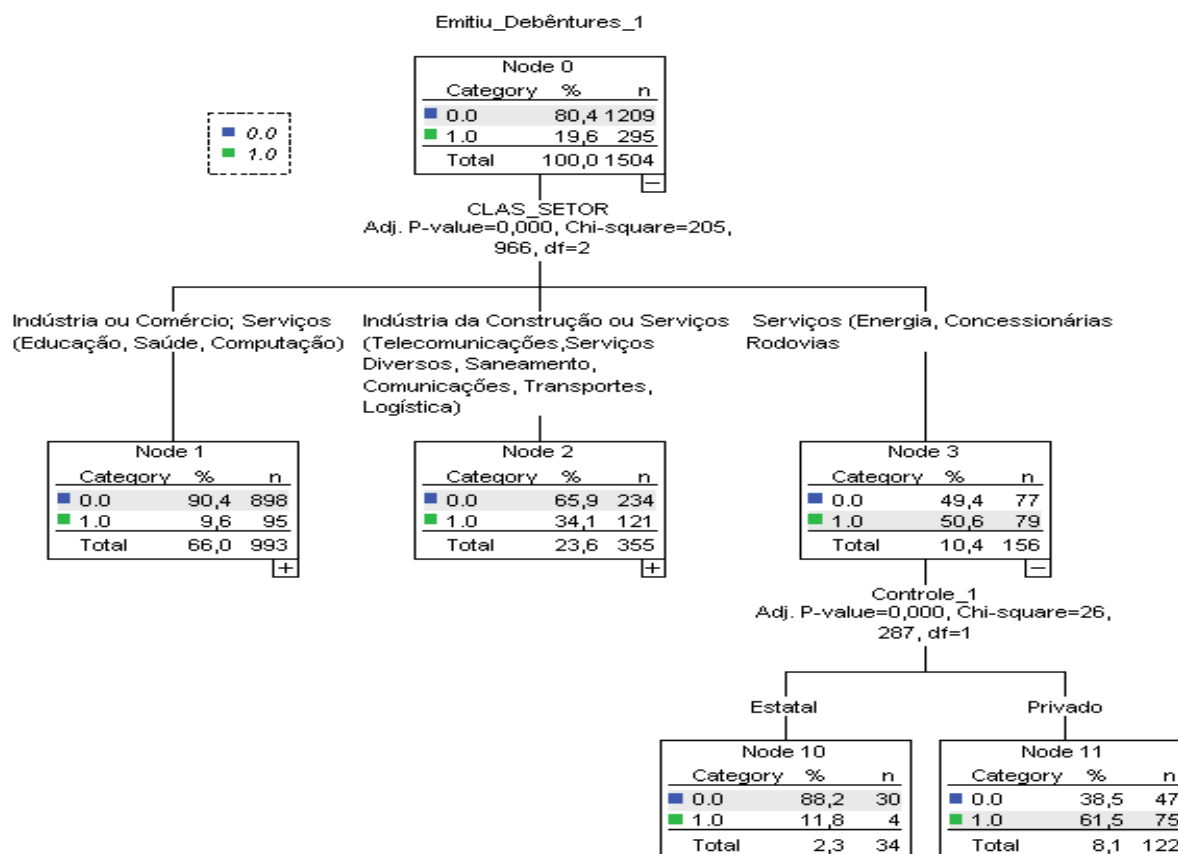 Emitiu_Debêntures_1
Node 0
Category % n
0.0 80,4 1209
1.0 19,6 295
Total 100,0 1504
0.0
1.0
CLAS_SETOR
Adj. P-value=0,000, Chi-square=205,
966, df=2
Indústria ou Comércio; Serviços
(Educação, Saúde, Computação)
Indústria da Construção ou Serviços
(Telecomunicações,Serviços
Diversos, Saneamento,
Comunicações, Transportes,
Logística)
Serviços (Energia, Concessionárias
Rodovias
Node 1
Category % n
0.0 90,4 898
1.0 9,6 95
Total 66,0 993
Node 2
Category % n
0.0 65,9 234
1.0 34,1 121
Total 23,6 355
Node 3
Category % n
0.0 49,4 77
1.0 50,6 79
Total 10,4 156
Controle_1
Adj. P-value=0,000, Chi-square=26,
287, df=1
Estatal
Privado
Node 10
Category % n
0.0 88,2 30
1.0 11,8 4
Total 2,3 34
Node 11
Category % n
0.0 38,5 47
1.0 61,5 75
Total 8,1 122